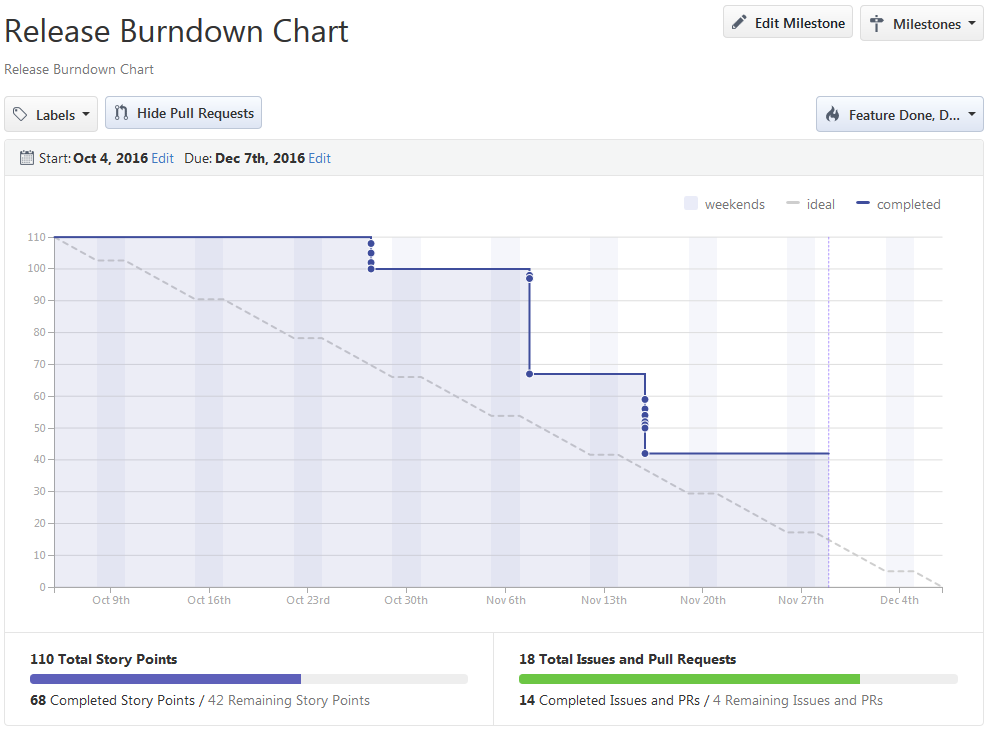 Release Burndown Chart
Edit Milestone
Milestones
Release Burndown Chart
Labels
Hide Pull Requests
Feature Done, D...
Start: Oct 4, 2016 Edit Due: Dec 7th, 2016 Edit
weekends ideal completed
110
100
90
80
70
60
50
40
30
20
10
0
Oct 9th Oct 16th Oct 23rd Oct 30th Nov 6th Nov 13th Nov 20th Nov 27th Dec 4th
110 Total Story Points
68 Completed Story Points / 42 Remaining Story Points
18 Total Issues and Pull Requests
14 Completed Issues and PRs / 4 Remaining Issues and PRs